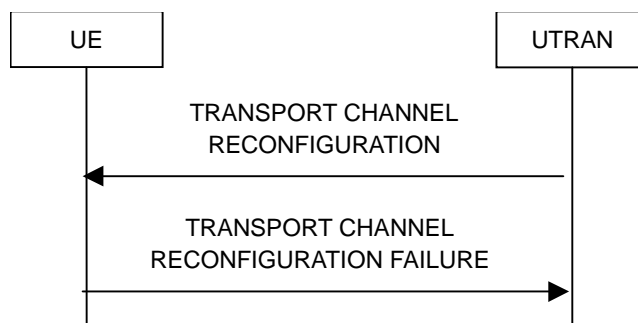 UE
UTRAN
TRANSPORT CHANNEL
RECONFIGURATION
TRANSPORT CHANNEL
RECONFIGURATION FAILURE